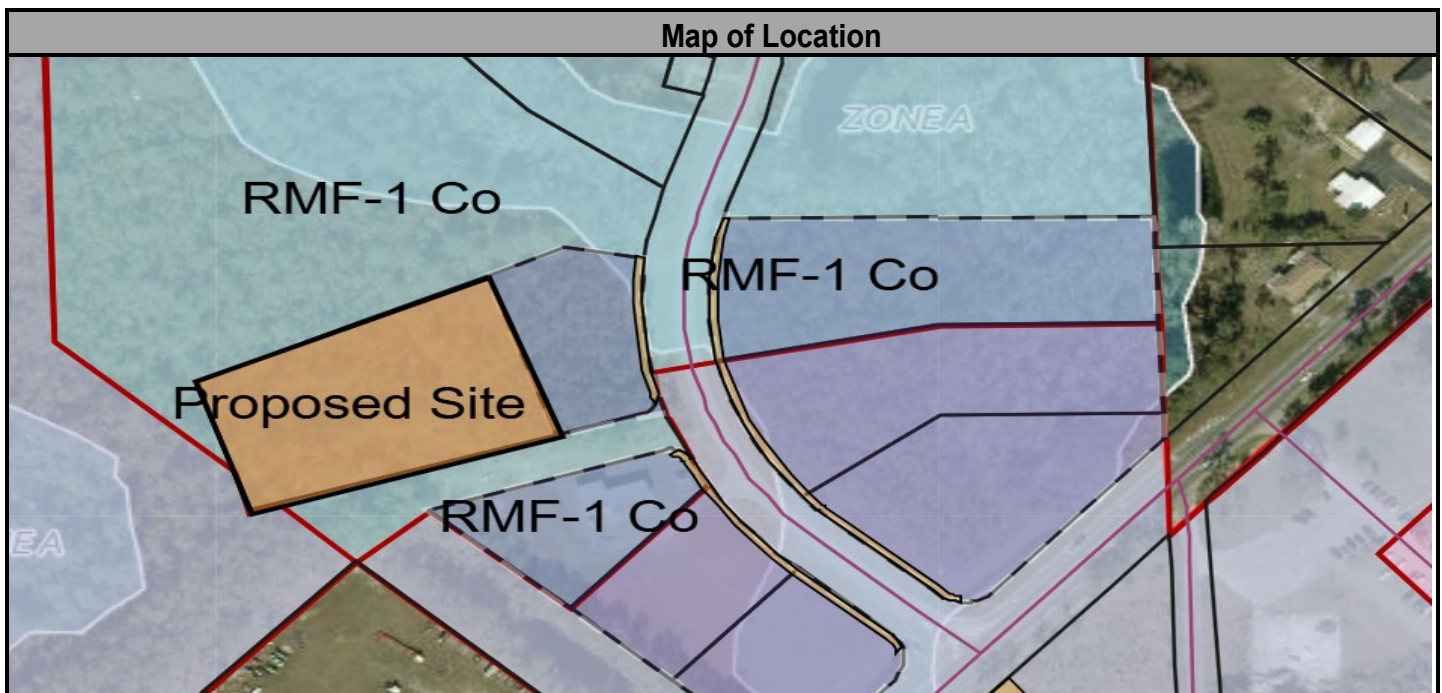 Map of Location
ZONE A
RMF-1 Co
RMF-1 Co
Proposed Site
RMF-1 Co
E A